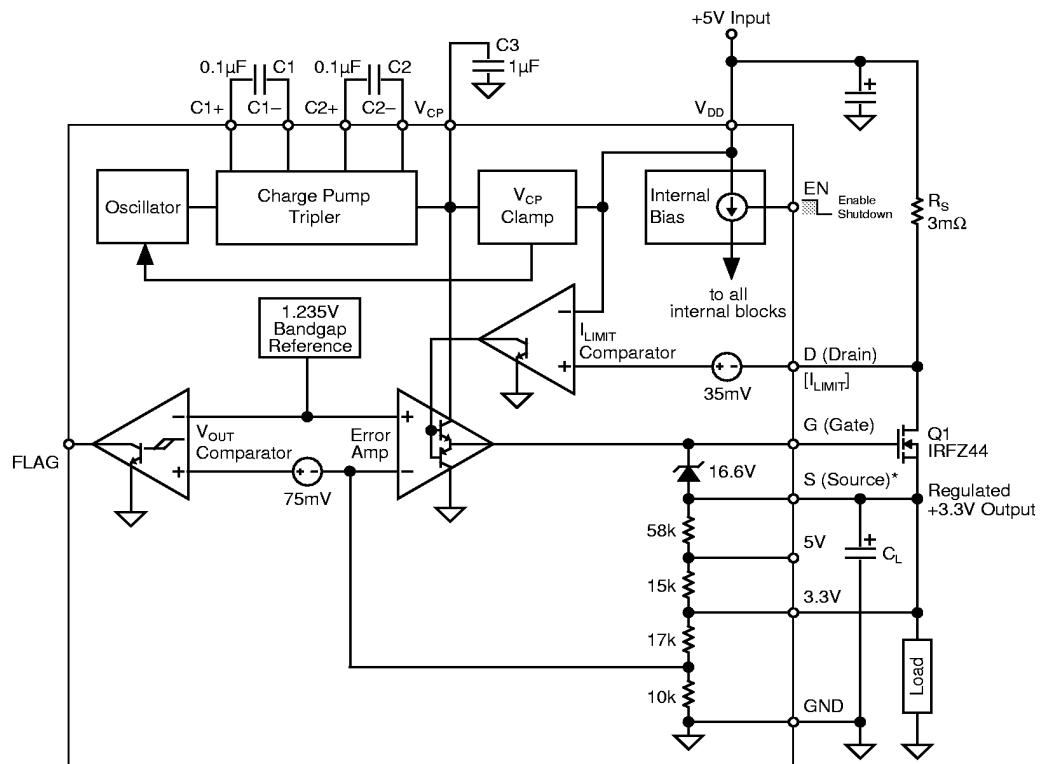 +5V Input
C3
1µF
0.1µF C1
0.1µF C2
C1+ C1– C2+ C2– VCP
VDD
Oscillator
Charge Pump
Tripler
VCP
Clamp
Internal
Bias
EN
Enable
Shutdown
RS
3mΩ
to all
internal blocks
1.235V
Bandgap
Reference
–
ILIMIT
Comparator
+
+ –
35mV
D (Drain)
[ILIMIT]
G (Gate)
Q1
IRFZ44
–
VOUT
Comparator
+
FLAG
+ –
75mV
+
Error
Amp
–
16.6V
S (Source)*
Regulated
+3.3V Output
58k
5V
+
CL
15k
3.3V
17k
10k
Load
GND
+